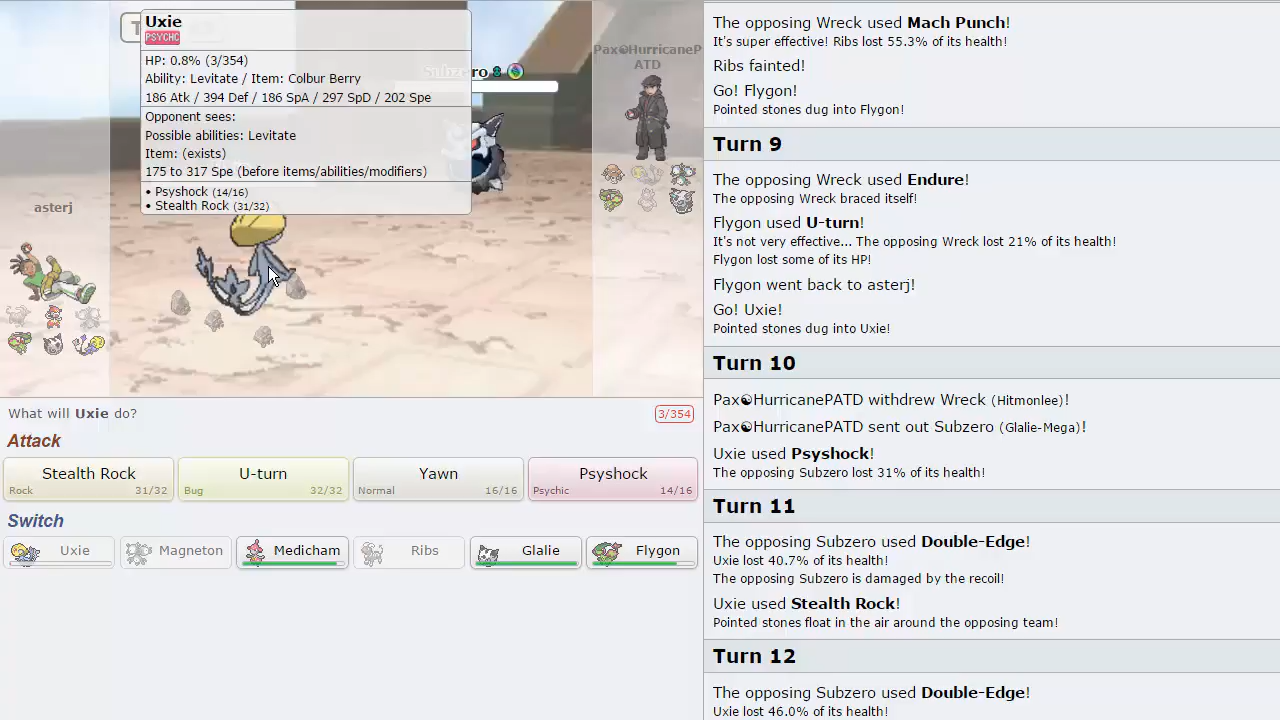 Uxie
PSYCHC
HP: 0.8% (3/354)
Ability: Levitate / Item: Colbur Berry
186 Atk / 394 Def / 186 SpA / 297 SpD / 202 Spe
Opponent sees:
Possible abilities: Levitate
Item: (exists)
175 to 317 Spe (before items/abilities/modifiers)
• Psyshock (14/16)
• Stealth Rock (31/32)
Subzero
Pax☯HurricaneP
ATD
asterj
What will Uxie do?
3/354
Attack
Stealth Rock
Rock 31/32
U-turn
Bug 32/32
Yawn
Normal 16/16
Psyshock
Psychic 14/16
Switch
Uxie
Magneton
Medicham
Ribs
Glalie
Flygon
The opposing Wreck used Mach Punch!
It's super effective! Ribs lost 55.3% of its health!
Ribs fainted!
Go! Flygon!
Pointed stones dug into Flygon!
Turn 9
The opposing Wreck used Endure!
The opposing Wreck braced itself!
Flygon used U-turn!
It's not very effective... The opposing Wreck lost 21% of its health!
Flygon lost some of its HP!
Flygon went back to asterj!
Go! Uxie!
Pointed stones dug into Uxie!
Turn 10
Pax☯HurricanePATD withdrew Wreck (Hitmonlee)!
Pax☯HurricanePATD sent out Subzero (Glalie-Mega)!
Uxie used Psyshock!
The opposing Subzero lost 31% of its health!
Turn 11
The opposing Subzero used Double-Edge!
Uxie lost 40.7% of its health!
The opposing Subzero is damaged by the recoil!
Uxie used Stealth Rock!
Pointed stones float in the air around the opposing team!
Turn 12
The opposing Subzero used Double-Edge!
Uxie lost 46.0% of its health!